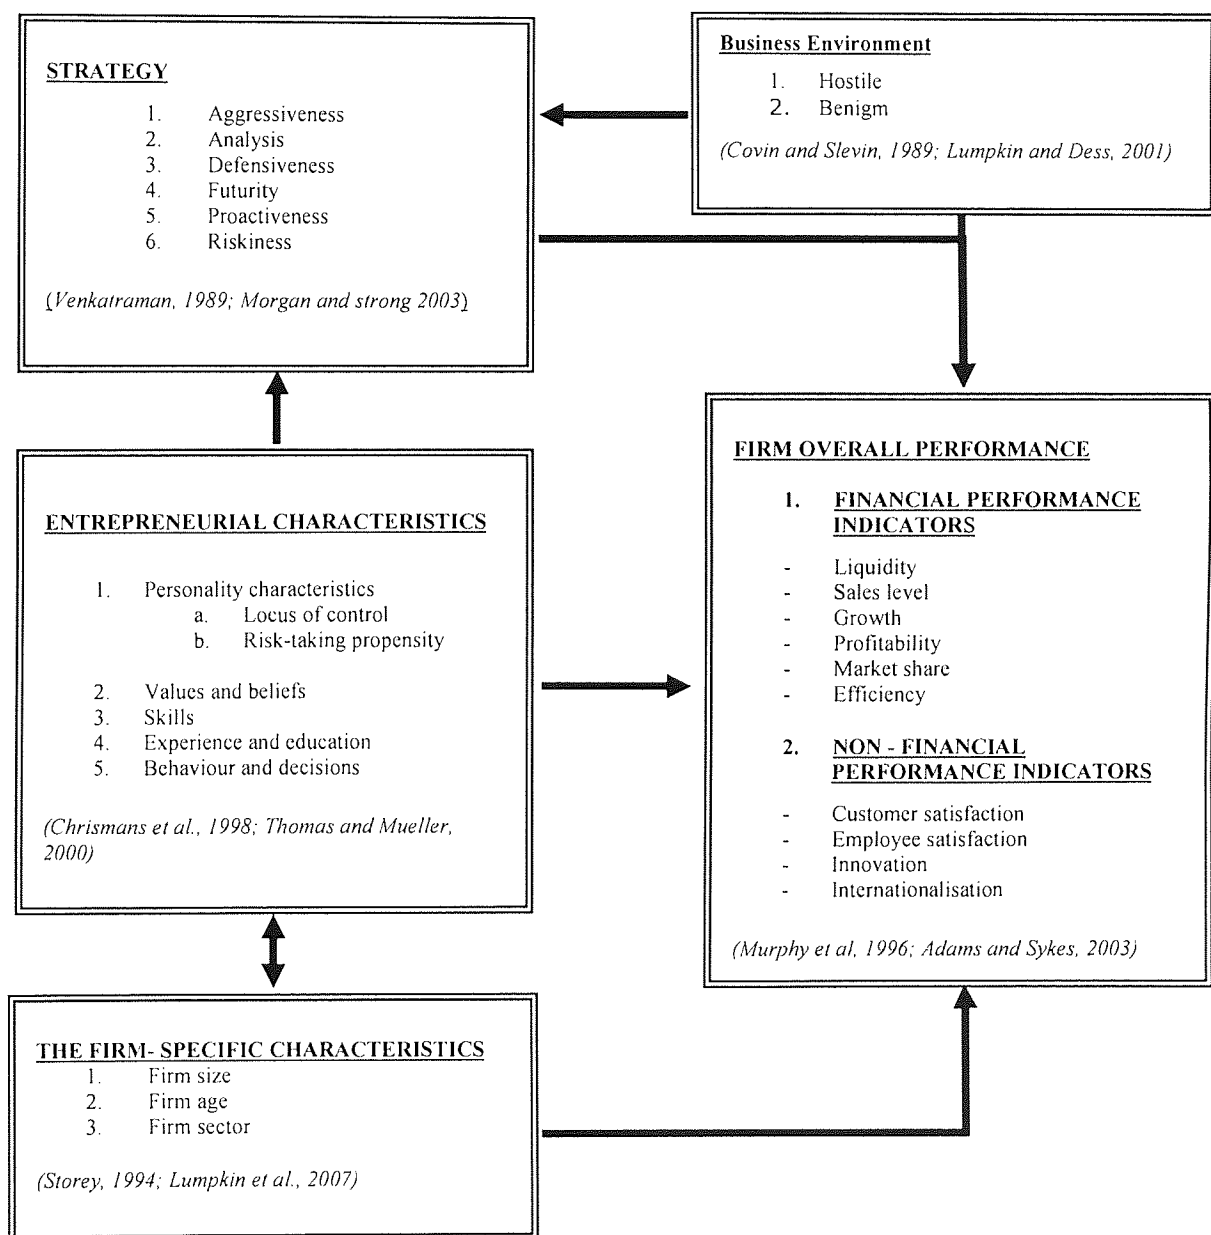 STRATEGY
1. Aggressiveness
2. Analysis
3. Defensiveness
4. Futurity
5. Proactiveness
6. Riskiness
(Venkatraman, 1989; Morgan and strong 2003)
Business Environment
1. Hostile
2. Benigm
(Covin and Slevin, 1989; Lumpkin and Dess, 2001)
ENTREPRENEURIAL CHARACTERISTICS
1. Personality characteristics
a. Locus of control
b. Risk-taking propensity
2. Values and beliefs
3. Skills
4. Experience and education
5. Behaviour and decisions
(Chrismans et al., 1998; Thomas and Mueller,
2000)
FIRM OVERALL PERFORMANCE
1. FINANCIAL PERFORMANCE
INDICATORS
- Liquidity
- Sales level
- Growth
- Profitability
- Market share
- Efficiency
2. NON - FINANCIAL
PERFORMANCE INDICATORS
- Customer satisfaction
- Employee satisfaction
- Innovation
- Internationalisation
(Murphy et al, 1996; Adams and Sykes, 2003)
THE FIRM- SPECIFIC CHARACTERISTICS
1. Firm size
2. Firm age
3. Firm sector
(Storey, 1994; Lumpkin et al., 2007)